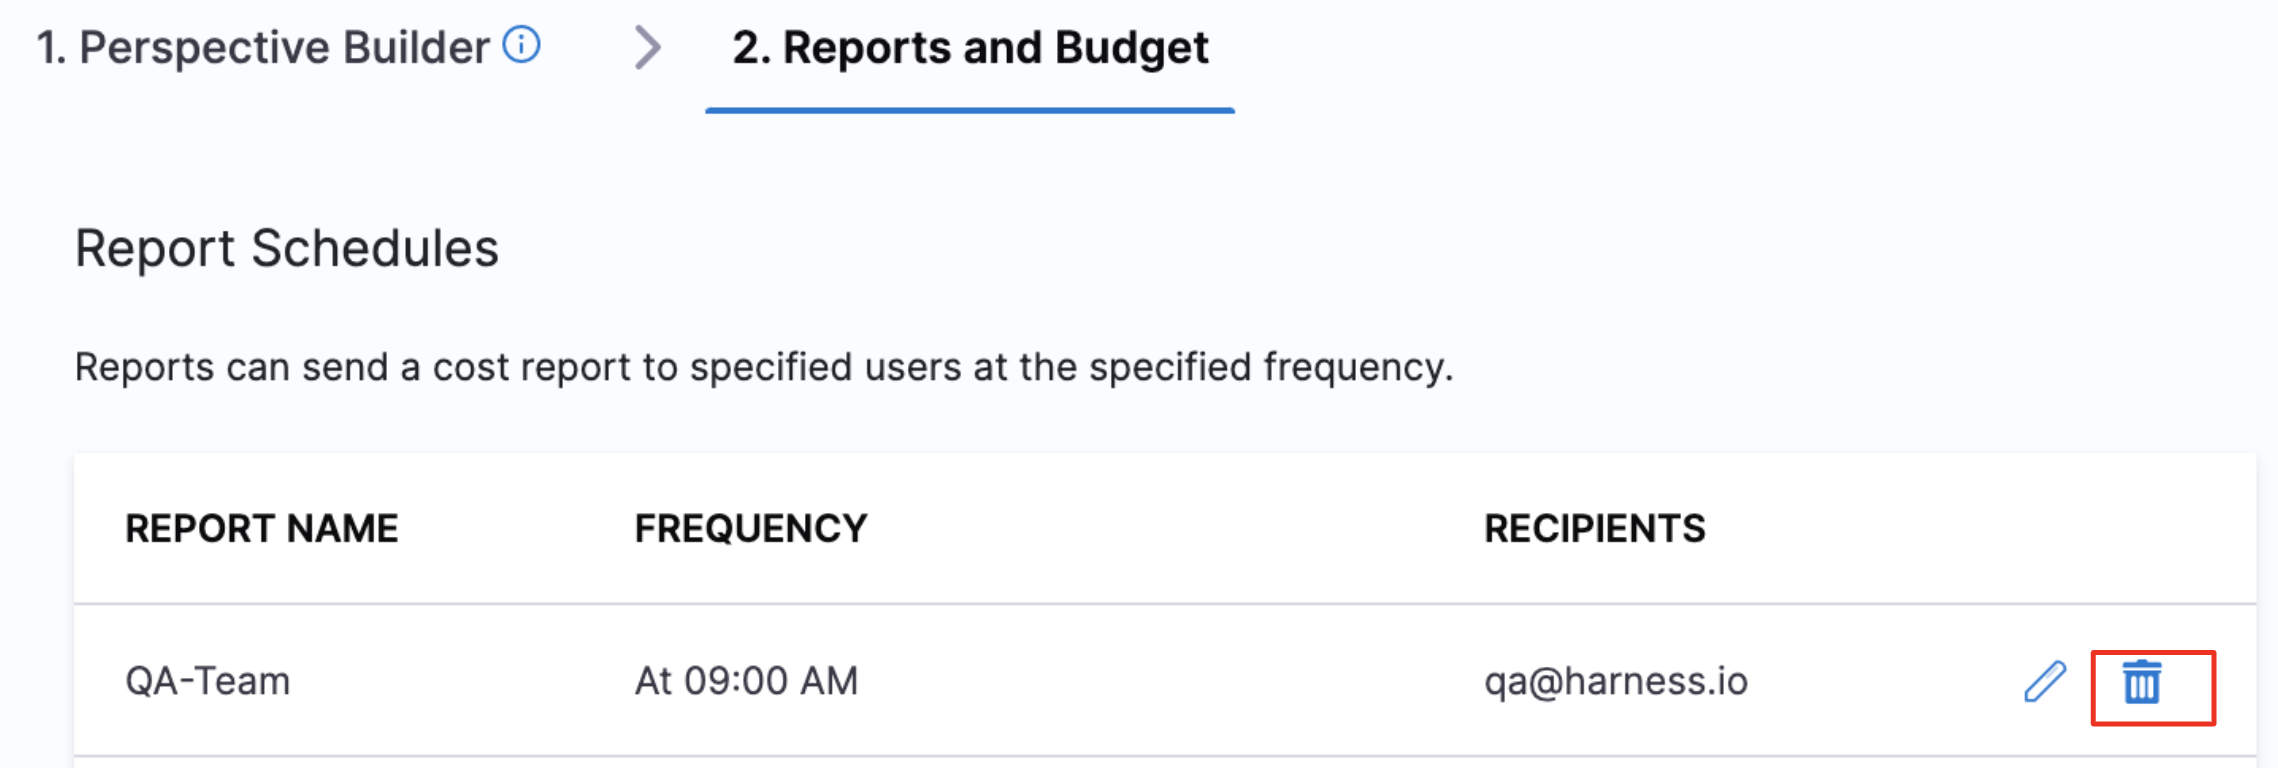 1. Perspective Builder
2. Reports and Budget
Report Schedules
Reports can send a cost report to specified users at the specified frequency.
REPORT NAME FREQUENCY RECIPIENTS
QA-Team At 09:00 AM qa@harness.io